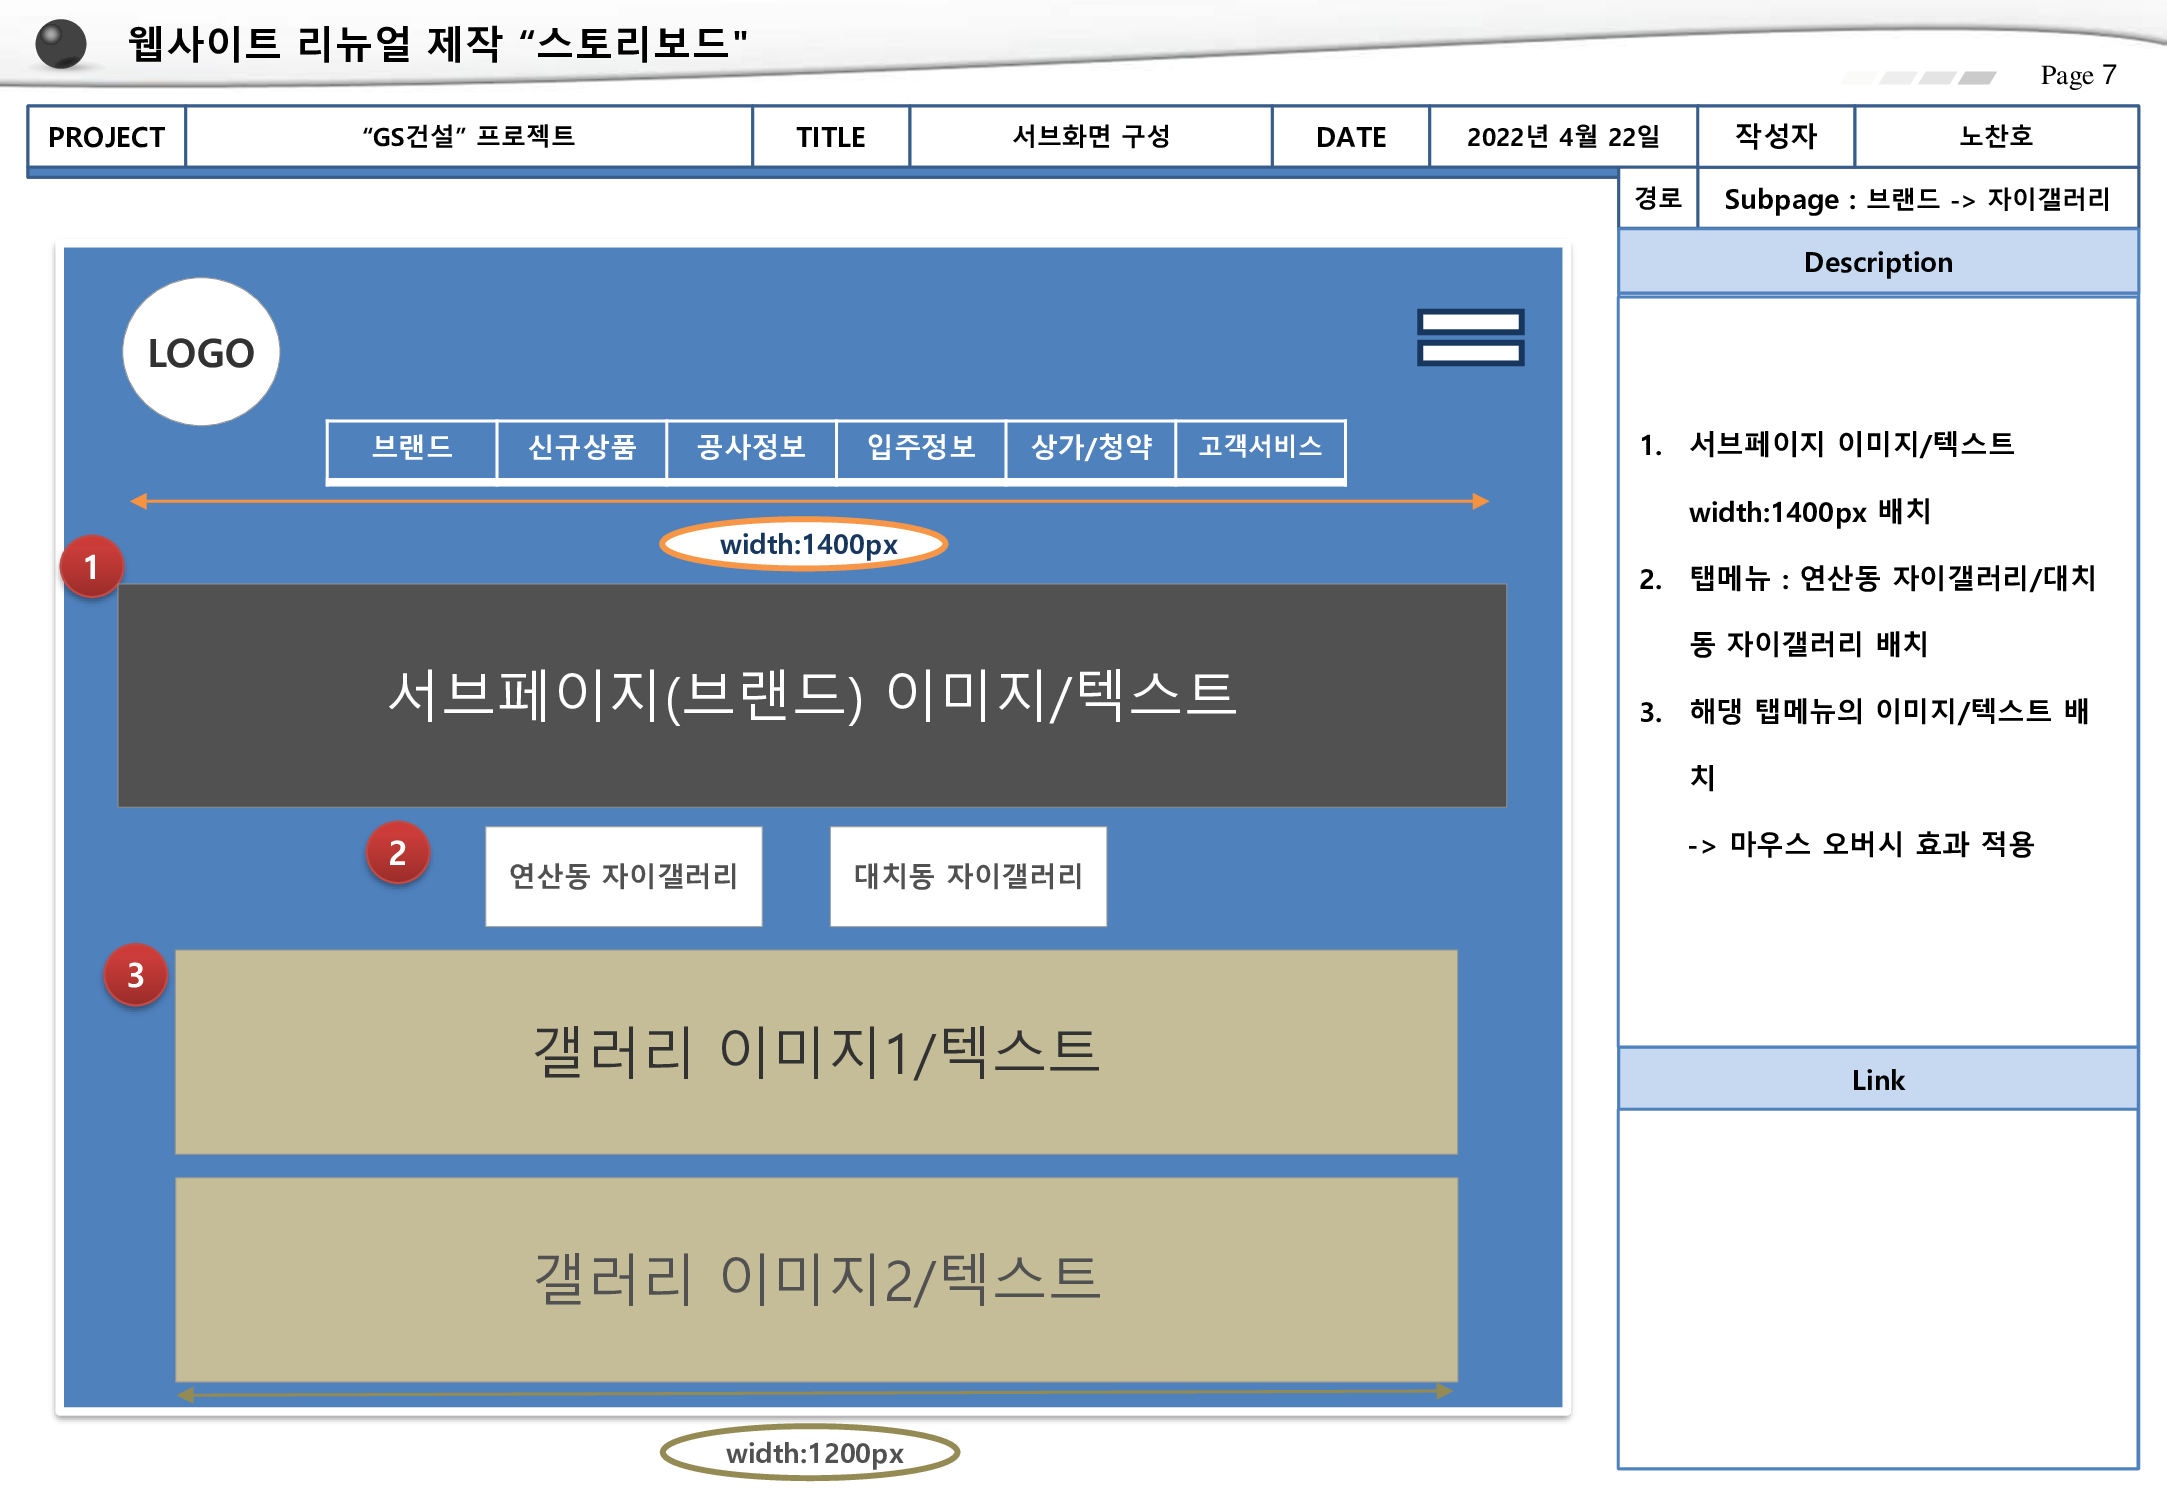 웹사이트 리뉴얼 제작 “스토리보드"
Page 7
PROJECT “GS건설” 프로젝트 TITLE 서브화면 구성 DATE 2022년 4월 22일 작성자 노찬호
경로 Subpage : 브랜드 -> 자이갤러리
LOGO
브랜드 신규상품 공사정보 입주정보 상가/청약 고객서비스
width:1400px
1
서브페이지(브랜드) 이미지/텍스트
2
연산동 자이갤러리 대치동 자이갤러리
3
갤러리 이미지1/텍스트
갤러리 이미지2/텍스트
width:1200px
Description
1. 서브페이지 이미지/텍스트
width:1400px 배치
2. 탭메뉴 : 연산동 자이갤러리/대치
동 자이갤러리 배치
3. 해댕 탭메뉴의 이미지/텍스트 배
치
-> 마우스 오버시 효과 적용
Link